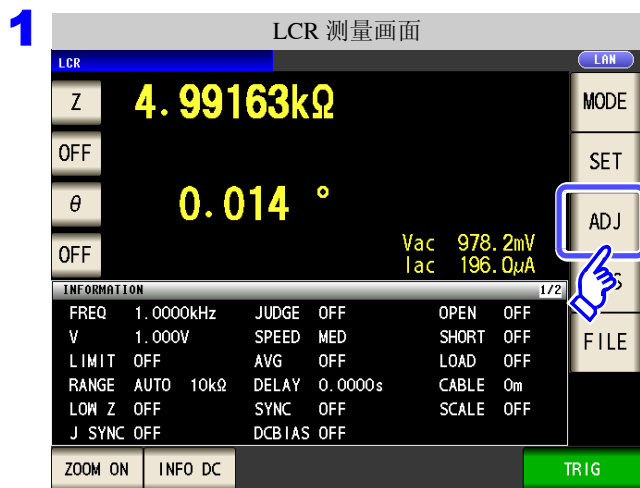 1
LCR 测量画面
LCR
LAN
Z 4.99163kΩ
MODE
OFF
SET
θ 0.014 °
ADJ
OFF
Vac 978.2mV
Iac 196.0μA
INFORMATION 1/2
FREQ 1.0000kHz JUDGE OFF OPEN OFF
V 1.000V SPEED MED SHORT OFF
FILE
LIMIT OFF AVG OFF LOAD OFF
RANGE AUTO 10kΩ DELAY 0.0000s CABLE 0m
LOW Z OFF SYNC OFF SCALE OFF
J SYNC OFF DCBIAS OFF
ZOOM ON INFO DC TRIG